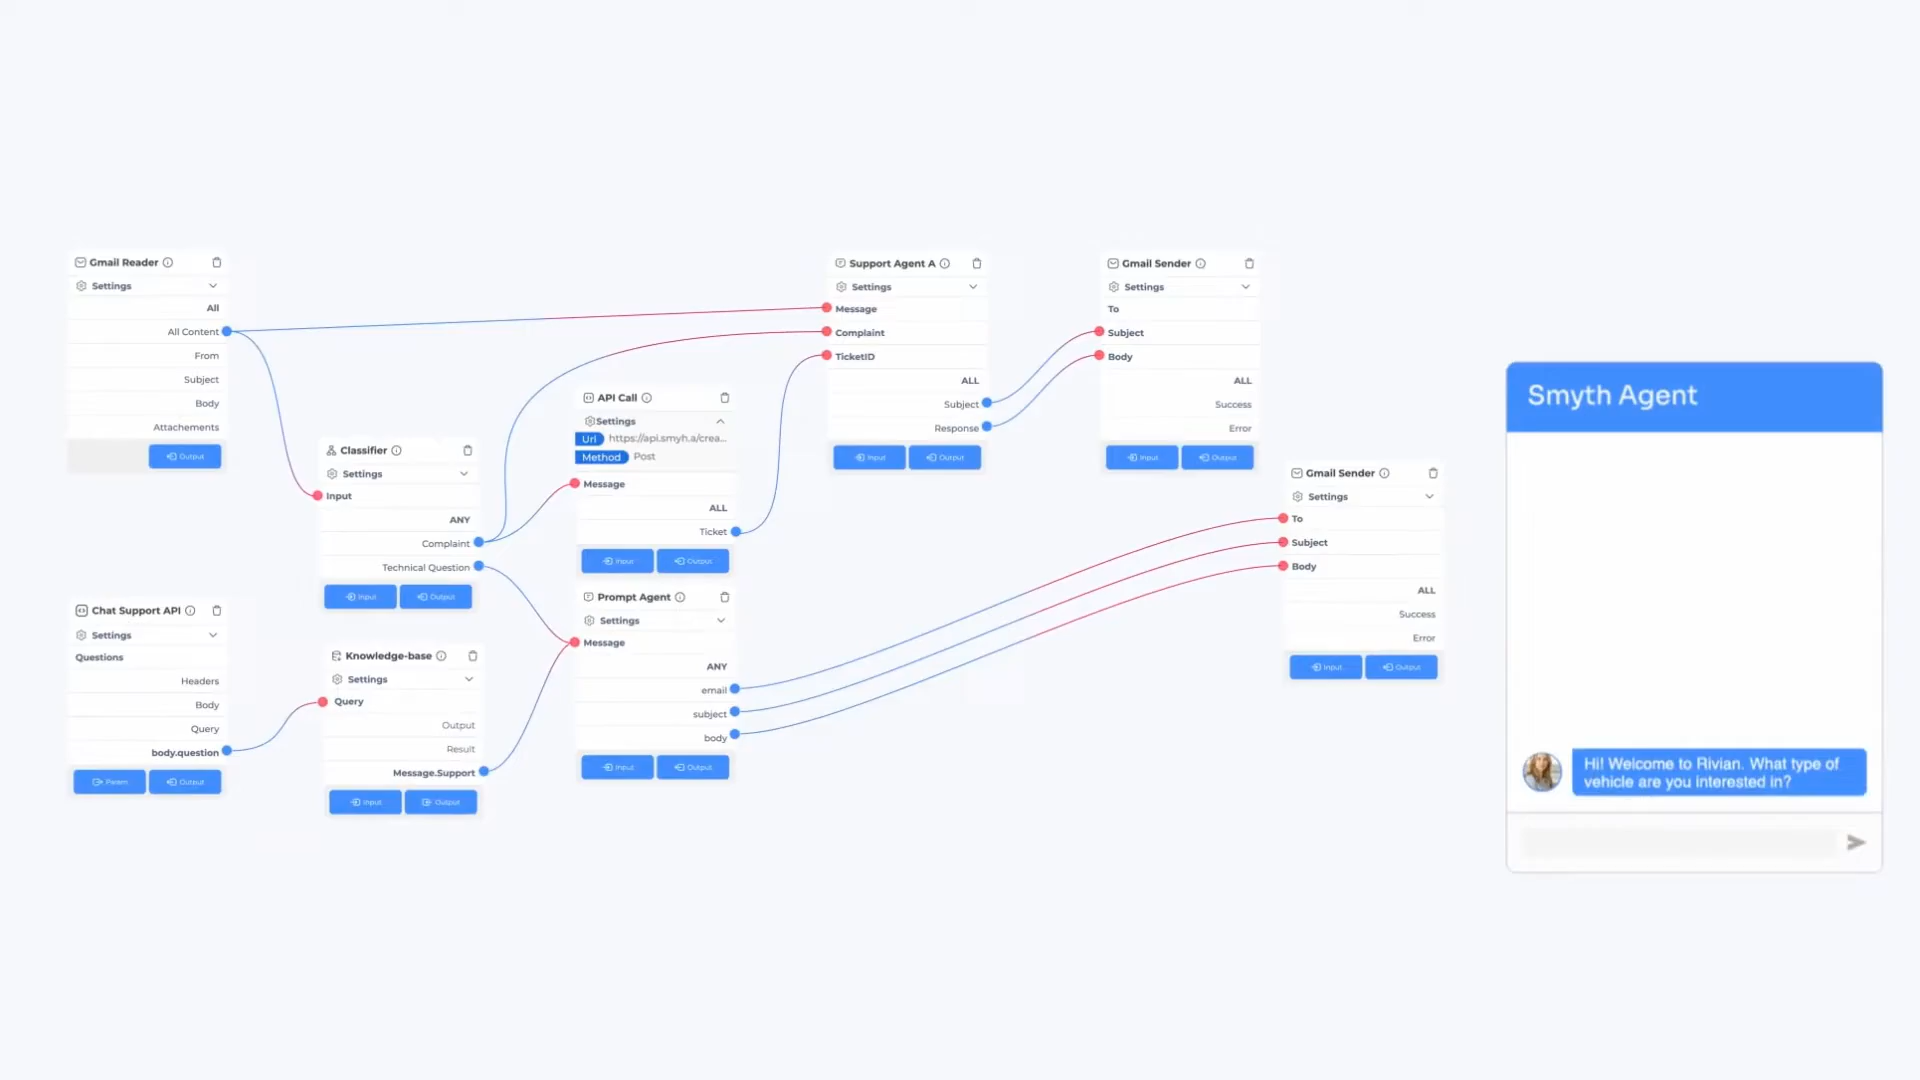 Gmail Reader
Settings
All
All Content
From
Subject
Body
Attachements
Output
Chat Support API
Settings
Questions
Headers
Body
Query
body.question
Param
Output
Classifier
Settings
Input
ANY
Complaint
Technical Question
Input
Output
Knowledge-base
Settings
Query
Output
Result
Message.Support
Input
Output
API Call
Settings
Url https://api.smyh.a/crea...
Method Post
Message
ALL
Ticket
Input
Output
Prompt Agent
Settings
Message
ANY
email
subject
body
Input
Output
Support Agent A
Settings
Message
Complaint
TicketID
ALL
Subject
Response
Input
Output
Gmail Sender
Settings
To
Subject
Body
ALL
Success
Error
Input
Output
Gmail Sender
Settings
To
Subject
Body
ALL
Success
Error
Input
Output
Smyth Agent
Hi! Welcome to Rivian. What type of
vehicle are you interested in?